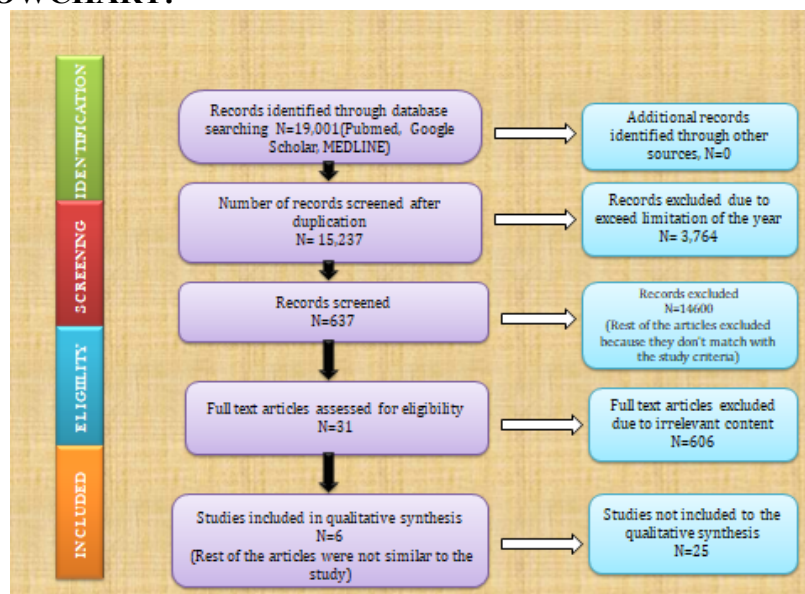 OWCHART:
IDENTIFICATION
Records identified through database
searching N=19,001(Pubmed, Google
Scholar, MEDLINE)
Additional records
identified through other
sources, N=0
SCREENING
Number of records screened after
duplication
N= 15,237
Records excluded due to
exceed limitation of the year
N= 3,764
Records screened
N=637
Records excluded
N=14600
(Rest of the articles excluded
because they don't match with
the study criteria)
ELIGIILITY
Full text articles assessed for eligibility
N=31
Full text articles excluded
due to irrelevant content
N=606
INCLUDED
Studies included in qualitative synthesis
N=6
(Rest of the articles were not similar to the
study)
Studies not included to the
qualitative synthesis
N=25